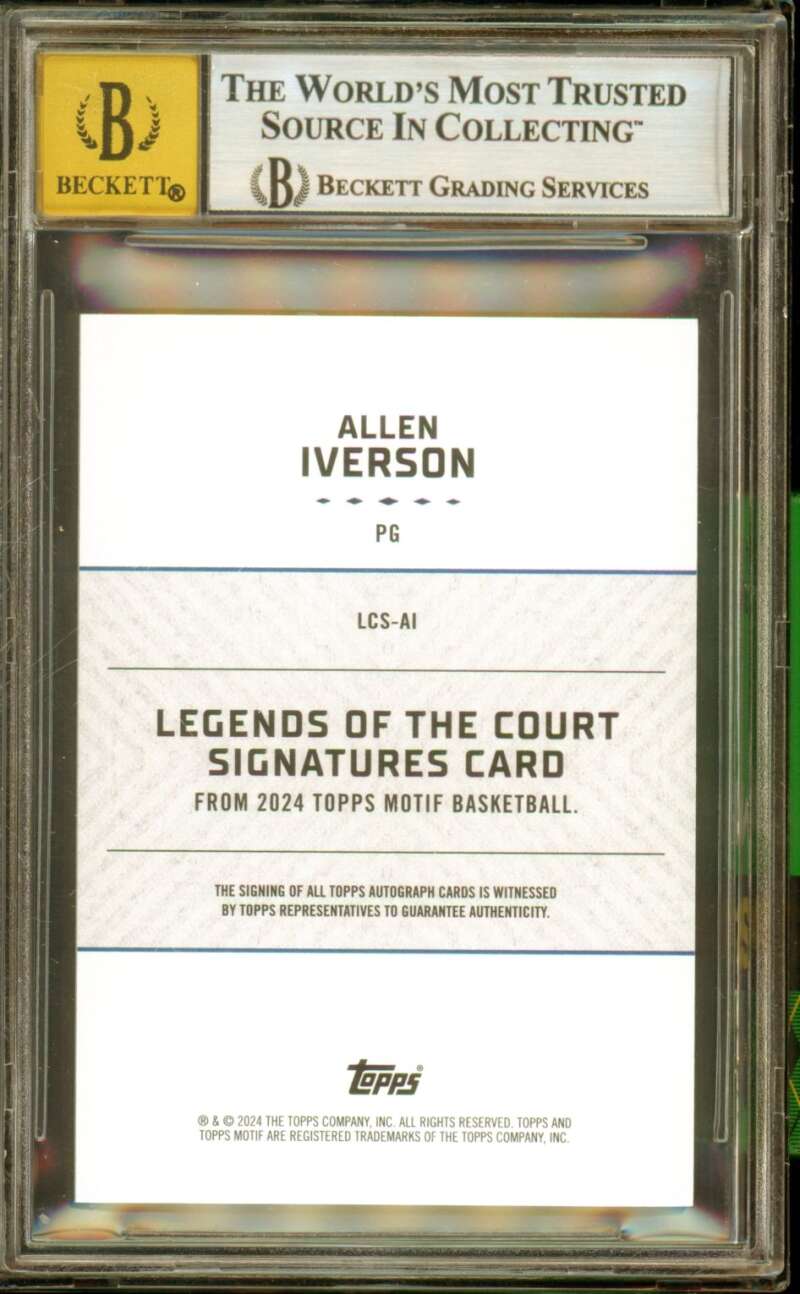 B
BECKETT®
THE WORLD'S MOST TRUSTED
SOURCE IN COLLECTING™
B BECKETT GRADING SERVICES
ALLEN
IVERSON
PG
LCS-AI
LEGENDS OF THE COURT
SIGNATURES CARD
FROM 2024 TOPPS MOTIF BASKETBALL.
THE SIGNING OF ALL TOPPS AUTOGRAPH CARDS IS WITNESSED
BY TOPPS REPRESENTATIVES TO GUARANTEE AUTHENTICITY.
TOPPS®
® & © 2024 THE TOPPS COMPANY, INC. ALL RIGHTS RESERVED. TOPPS AND
TOPPS MOTIF ARE REGISTERED TRADEMARKS OF THE TOPPS COMPANY, INC.